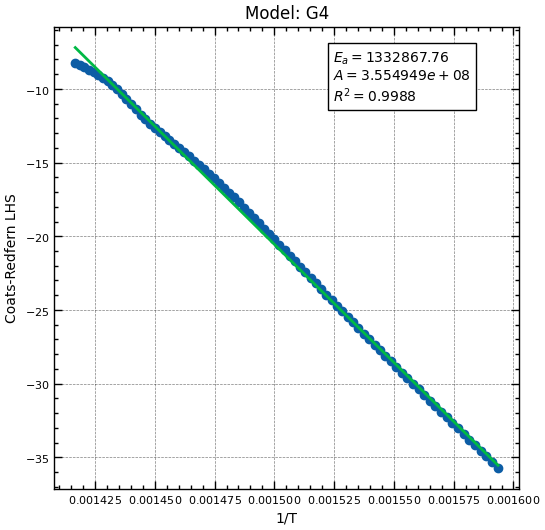 Model: G4
E_a = 1332867.76
A = 3.554949e + 08
R^2 = 0.9988
Coats-Redfern LHS
−10
−15
−20
−25
−30
−35
0.001425 0.001450 0.001475 0.001500 0.001525 0.001550 0.001575 0.001600
1/T